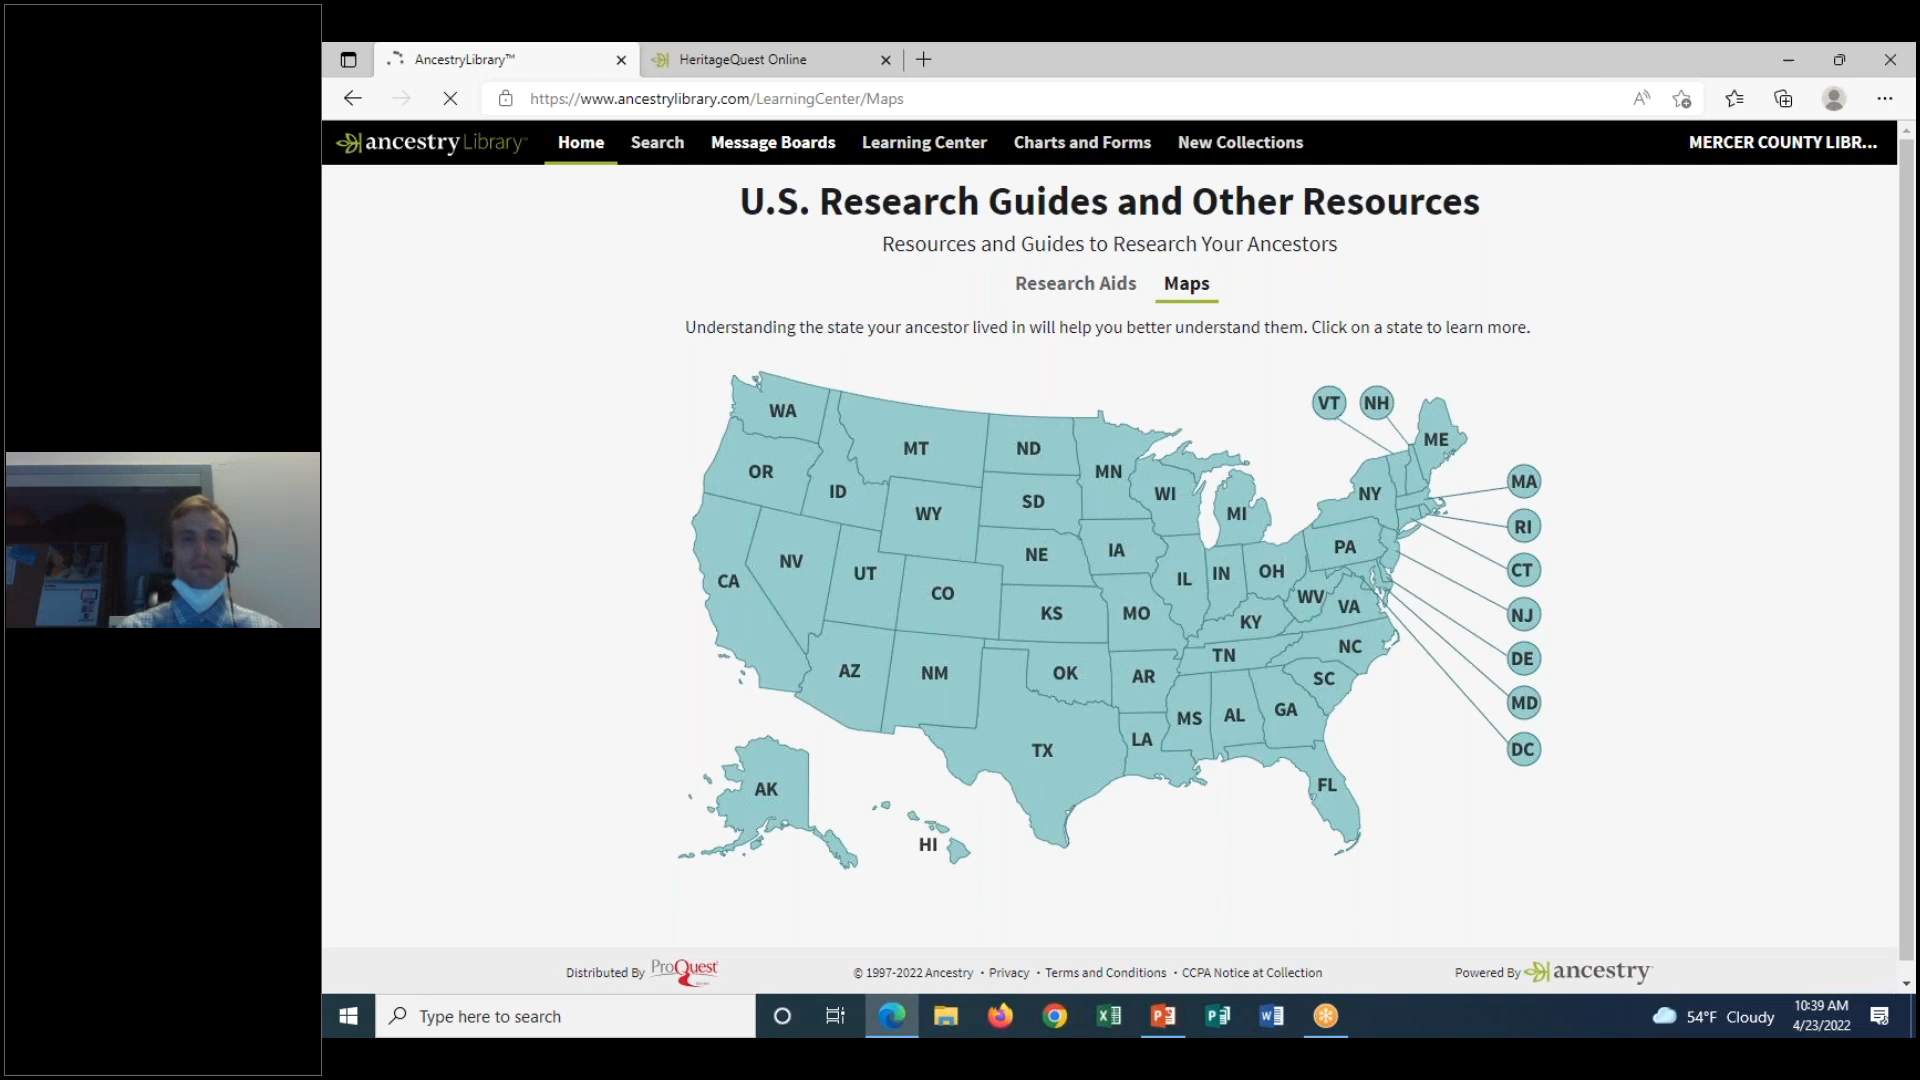 AncestryLibrary™
HeritageQuest Online
https://www.ancestrylibrary.com/LearningCenter/Maps
ancestryLibrary™
Home
Search
Message Boards
Learning Center
Charts and Forms
New Collections
MERCER COUNTY LIBR...
U.S. Research Guides and Other Resources
Resources and Guides to Research Your Ancestors
Research Aids
Maps
Understanding the state your ancestor lived in will help you better understand them. Click on a state to learn more.
WA
OR
ID
MT
WY
ND
SD
NE
MN
WI
MI
IA
CA
NV
UT
CO
KS
MO
IL
IN
OH
KY
WV
VA
PA
NY
VT
NH
ME
MA
RI
CT
NJ
DE
MD
DC
AZ
NM
OK
AR
TN
NC
SC
MS
AL
GA
LA
TX
FL
AK
HI
Distributed By ProQuest
© 1997-2022 Ancestry • Privacy • Terms and Conditions • CCPA Notice at Collection
Powered By ancestry
Type here to search
54°F Cloudy
10:39 AM
4/23/2022